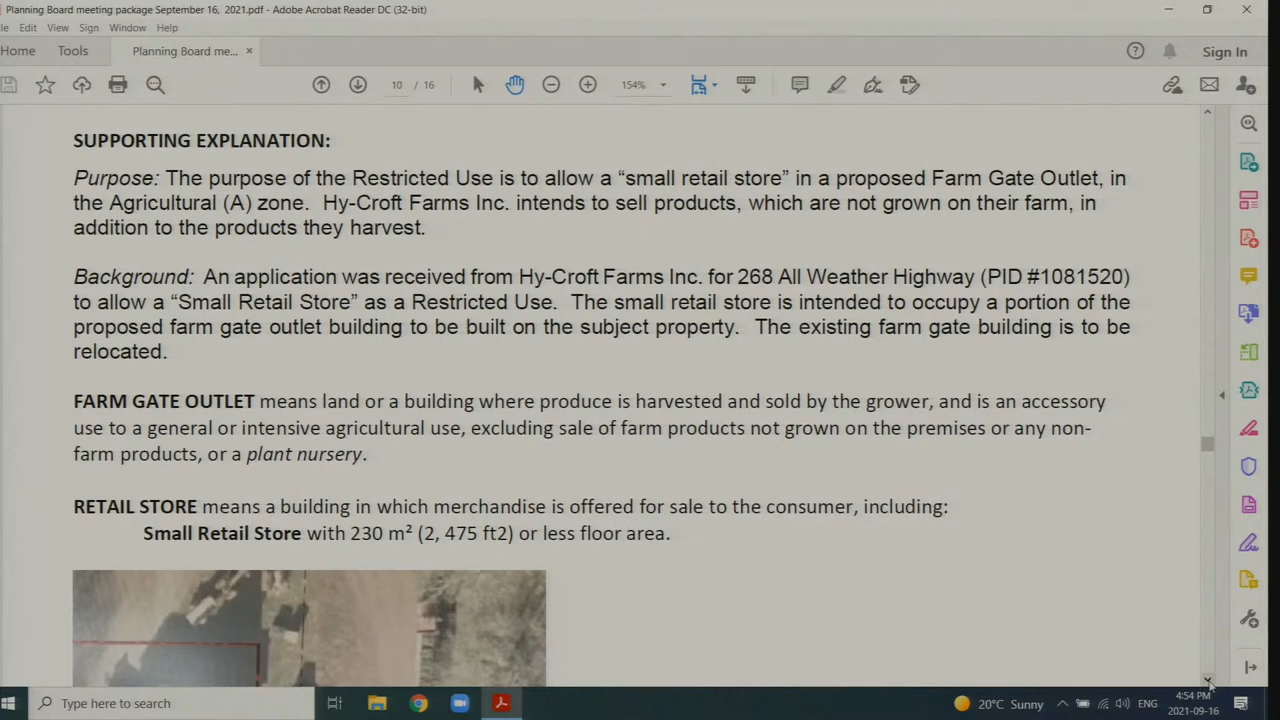 Planning Board meeting package September 16, 2021.pdf - Adobe Acrobat Reader DC (32-bit)
Edit View Sign Window Help
Home Tools Planning Board me... × Sign In
10 / 16 154%
SUPPORTING EXPLANATION:
Purpose: The purpose of the Restricted Use is to allow a “small retail store” in a proposed Farm Gate Outlet, in
the Agricultural (A) zone. Hy-Croft Farms Inc. intends to sell products, which are not grown on their farm, in
addition to the products they harvest.
Background: An application was received from Hy-Croft Farms Inc. for 268 All Weather Highway (PID #1081520)
to allow a “Small Retail Store” as a Restricted Use. The small retail store is intended to occupy a portion of the
proposed farm gate outlet building to be built on the subject property. The existing farm gate building is to be
relocated.
FARM GATE OUTLET means land or a building where produce is harvested and sold by the grower, and is an accessory
use to a general or intensive agricultural use, excluding sale of farm products not grown on the premises or any non-
farm products, or a plant nursery.
RETAIL STORE means a building in which merchandise is offered for sale to the consumer, including:
Small Retail Store with 230 m² (2, 475 ft2) or less floor area.
Type here to search
20°C Sunny
ENG
4:54 PM
2021-09-16